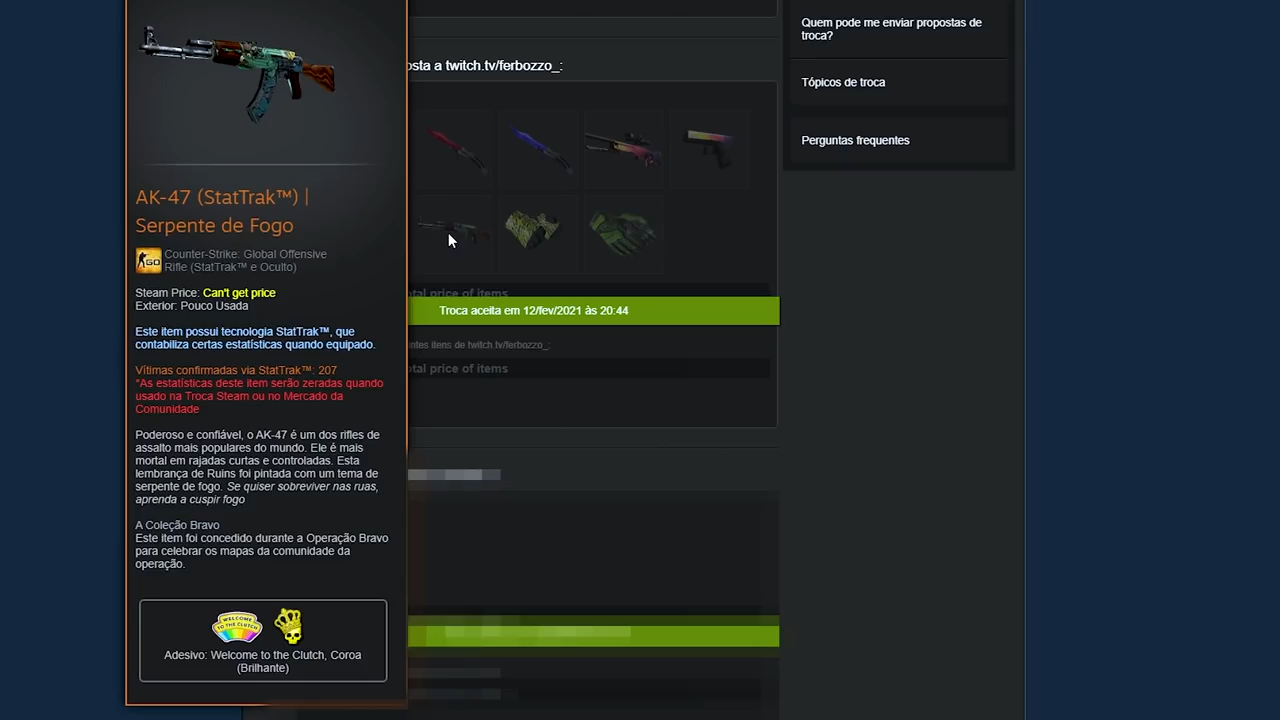 AK-47 (StatTrak™) |
Serpente de Fogo
GO
Counter-Strike: Global Offensive
Rifle (StatTrak™ e Oculto)
Steam Price: Can't get price
Exterior: Pouco Usada
Este item possui tecnologia StatTrak™, que
contabiliza certas estatísticas quando equipado.
Vítimas confirmadas via StatTrak™: 207
*As estatísticas deste item serão zeradas quando
usado na Troca Steam ou no Mercado da
Comunidade
Poderoso e confiável, o AK-47 é um dos rifles de
assalto mais populares do mundo. Ele é mais
mortal em rajadas curtas e controladas. Esta
lembrança de Ruins foi pintada com um tema de
serpente de fogo. Se quiser sobreviver nas ruas,
aprenda a cuspir fogo
A Coleção Bravo
Este item foi concedido durante a Operação Bravo
para celebrar os mapas da comunidade da
operação.
WELCOME
TO THE CLUTCH
Adesivo: Welcome to the Clutch, Coroa
(Brilhante)
osta a twitch.tv/ferbozzo_:
otal price of items
Troca aceita em 12/fev/2021 às 20:44
intes itens de twitch.tv/ferbozzo_:
otal price of items
Quem pode me enviar propostas de
troca?
Tópicos de troca
Perguntas frequentes